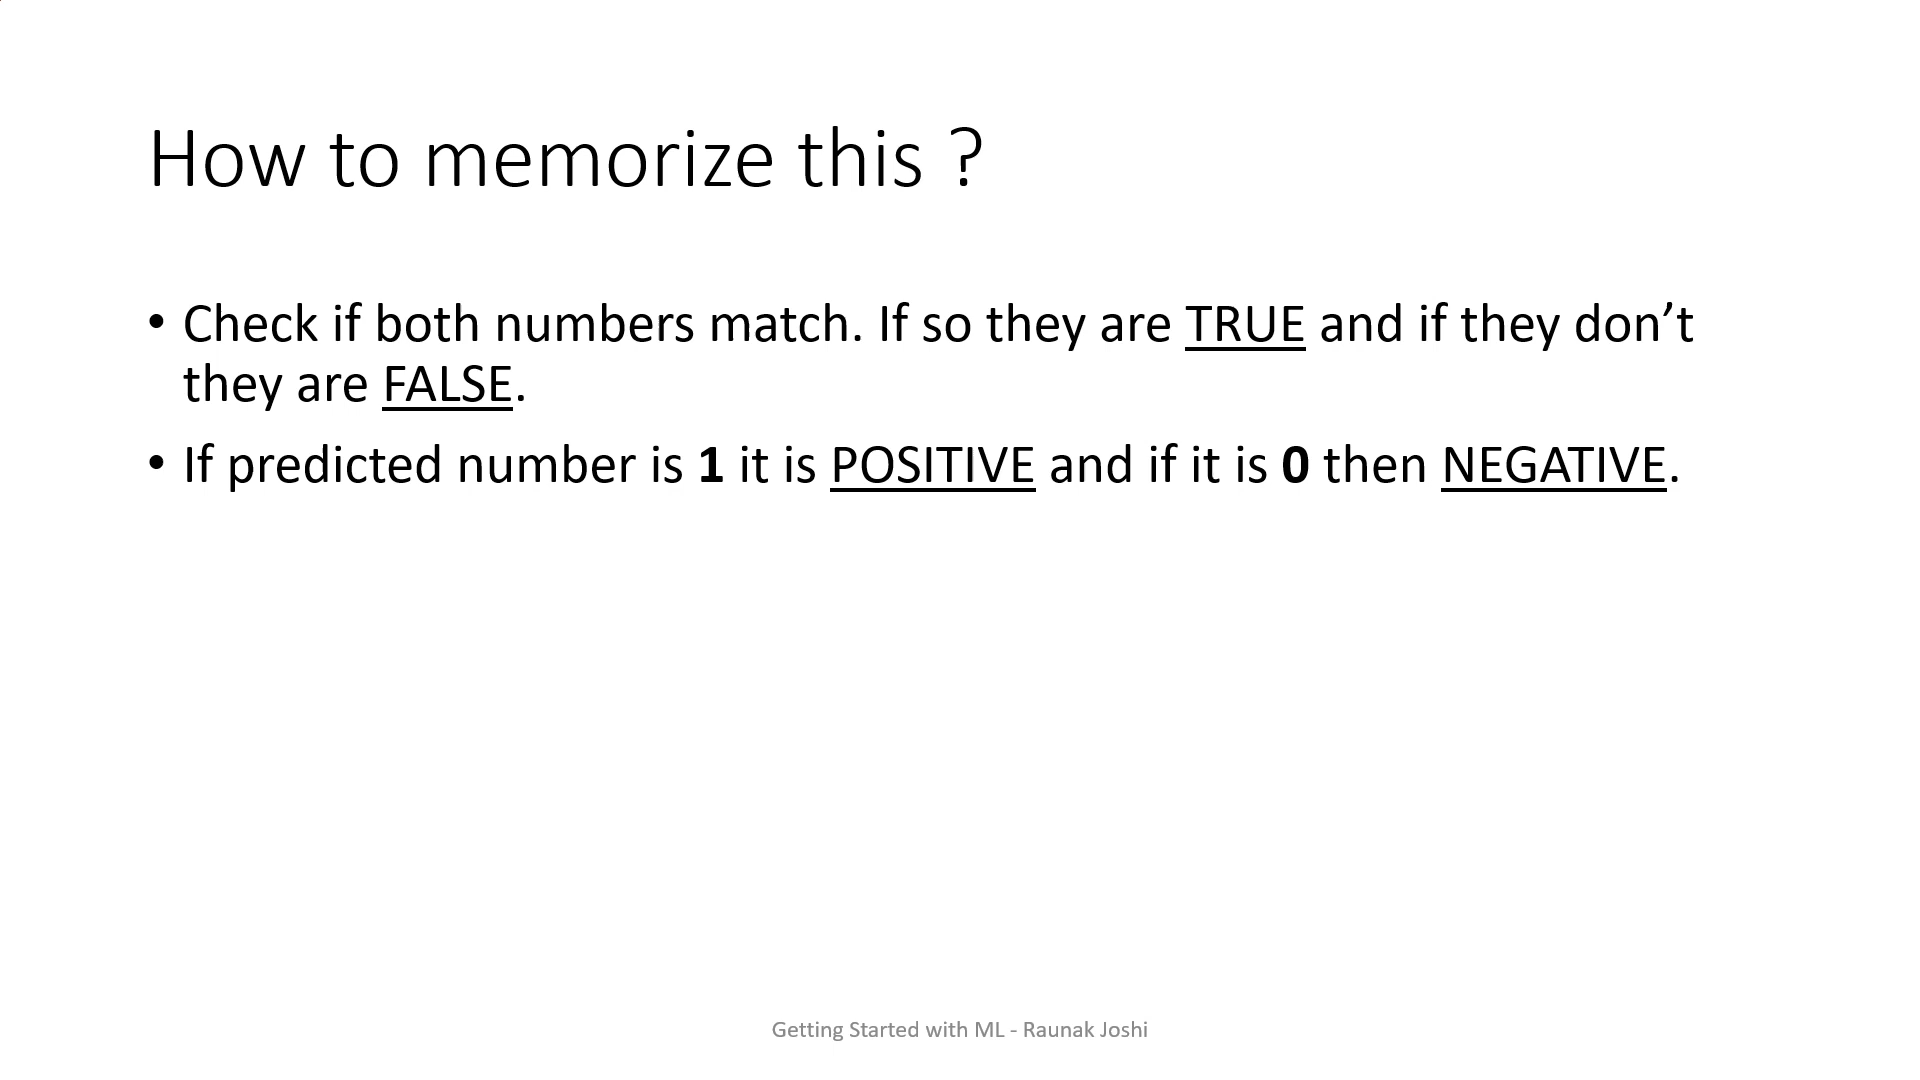 How to memorize this ?
• Check if both numbers match. If so they are TRUE and if they don’t
they are FALSE.
• If predicted number is 1 it is POSITIVE and if it is 0 then NEGATIVE.
Getting Started with ML - Raunak Joshi